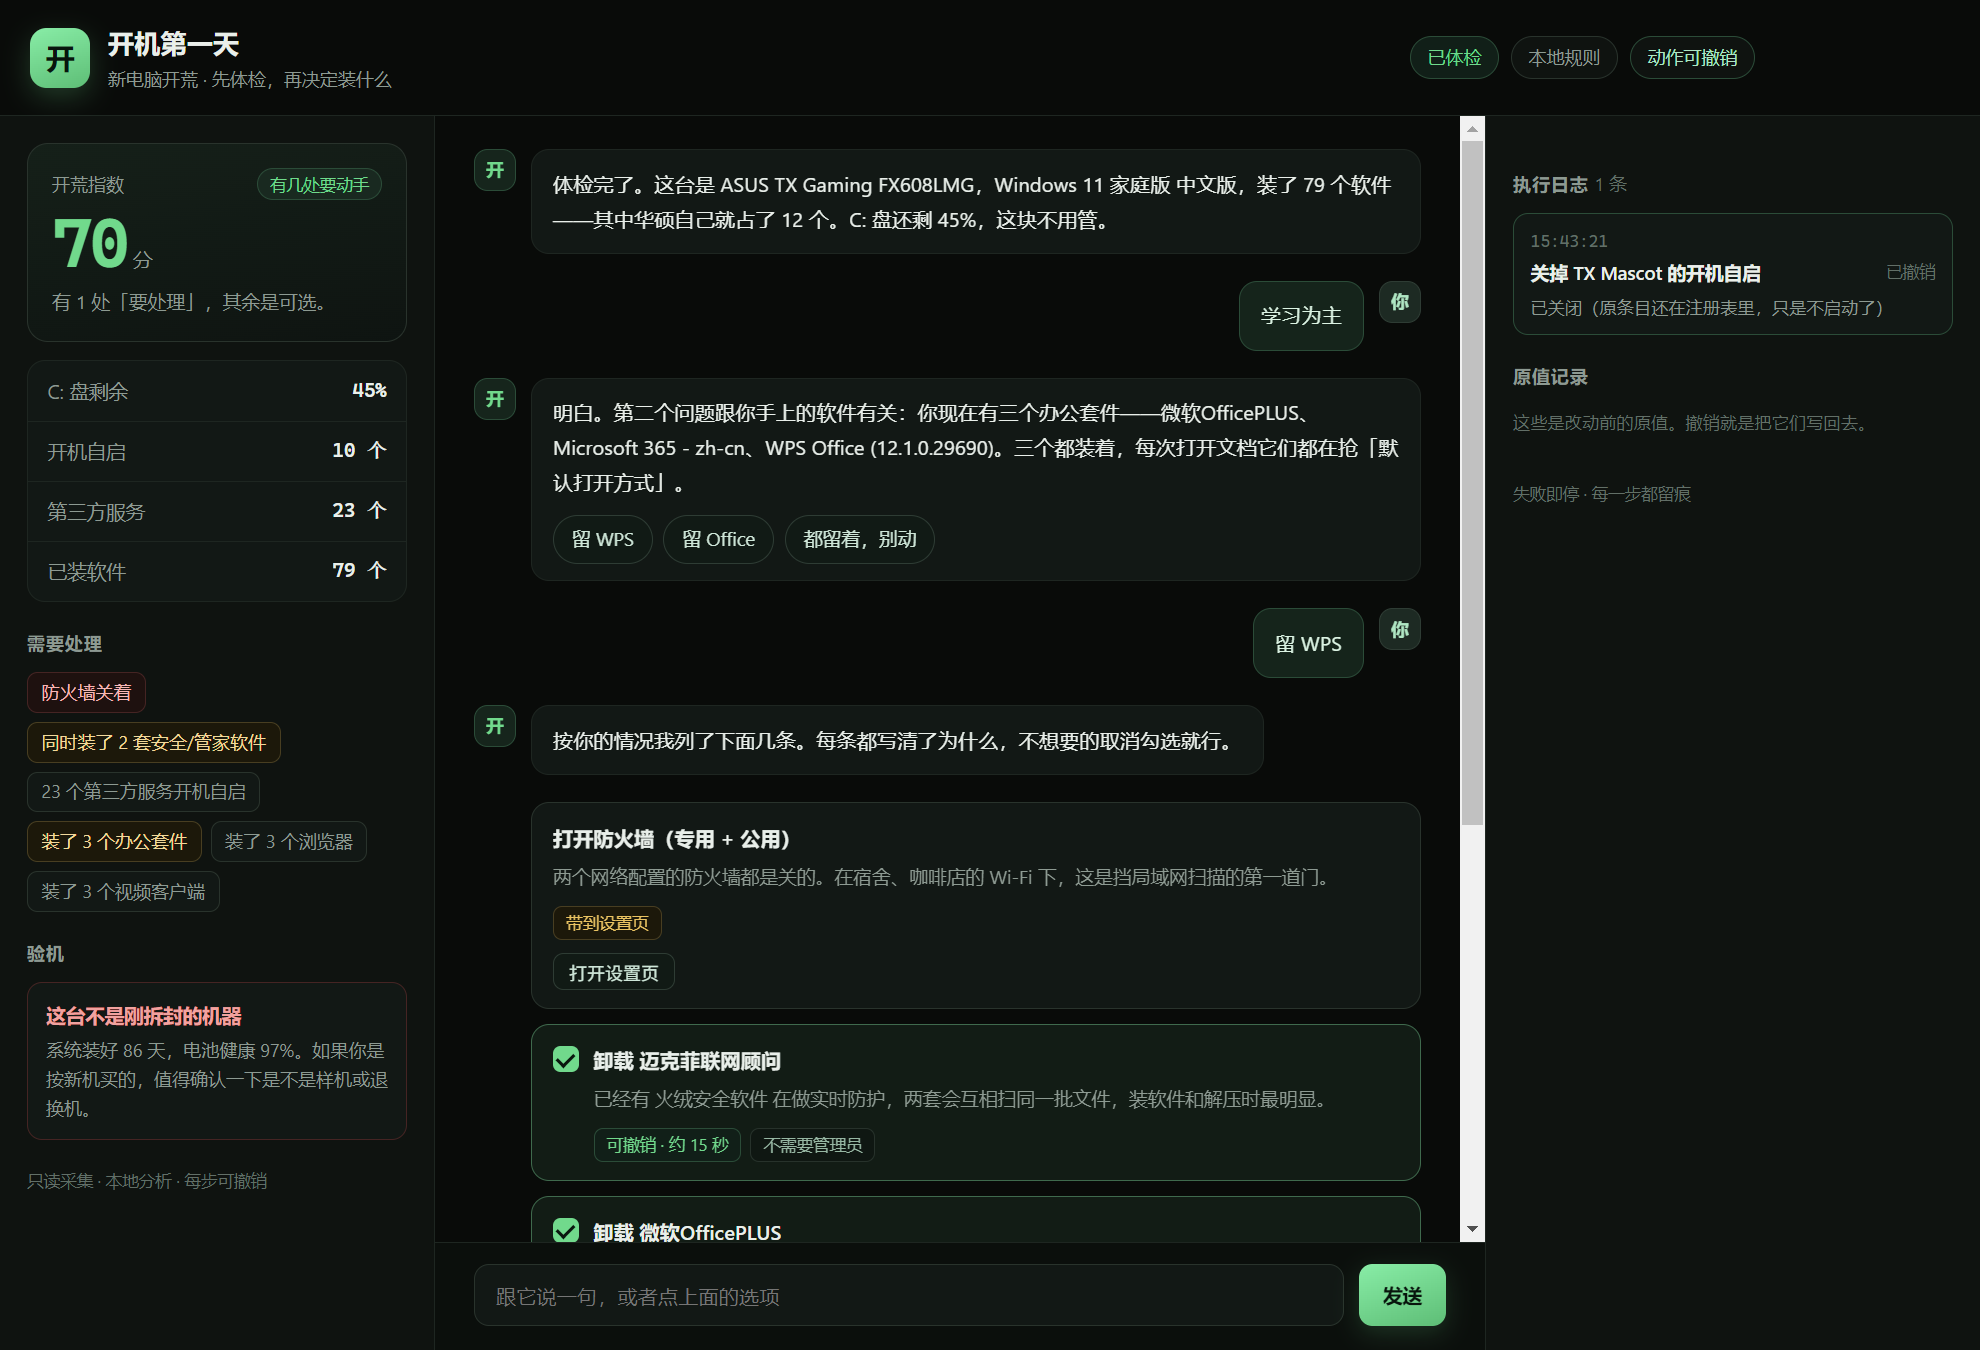 开
开机第一天
新电脑开荒 · 先体检，再决定装什么
已体检
本地规则
动作可撤销
开荒指数
有几处要动手
70 分
有 1 处「要处理」，其余是可选。
C: 盘剩余 45%
开机自启 10 个
第三方服务 23 个
已装软件 79 个
需要处理
防火墙关着
同时装了 2 套安全/管家软件
23 个第三方服务开机自启
装了 3 个办公套件
装了 3 个浏览器
装了 3 个视频客户端
验机
这台不是刚拆封的机器
系统装好 86 天，电池健康 97%。如果你是
按新机买的，值得确认一下是不是样机或退
换机。
只读采集 · 本地分析 · 每步可撤销
开
体检完了。这台是 ASUS TX Gaming FX608LMG，Windows 11 家庭版 中文版，装了 79 个软件
——其中华硕自己就占了 12 个。C: 盘还剩 45%，这块不用管。
学习为主
你
开
明白。第二个问题跟你手上的软件有关：你现在有三个办公套件——微软OfficePLUS、
Microsoft 365 - zh-cn、WPS Office (12.1.0.29690)。三个都装着，每次打开文档它们都在抢「默
认打开方式」。
留 WPS
留 Office
都留着，别动
留 WPS
你
开
按你的情况我列了下面几条。每条都写清了为什么，不想要的取消勾选就行。
打开防火墙（专用 + 公用）
两个网络配置的防火墙都是关的。在宿舍、咖啡店的 Wi-Fi 下，这是挡局域网扫描的第一道门。
带到设置页
打开设置页
卸载 迈克菲联网顾问
已经有 火绒安全软件 在做实时防护，两套会互相扫同一批文件，装软件和解压时最明显。
可撤销 · 约 15 秒
不需要管理员
卸载 微软OfficePLUS
跟它说一句，或者点上面的选项
发送
执行日志 1 条
15:43:21
关掉 TX Mascot 的开机自启
已撤销
已关闭（原条目还在注册表里，只是不启动了）
原值记录
这些是改动前的原值。撤销就是把它们写回去。
失败即停 · 每一步都留痕